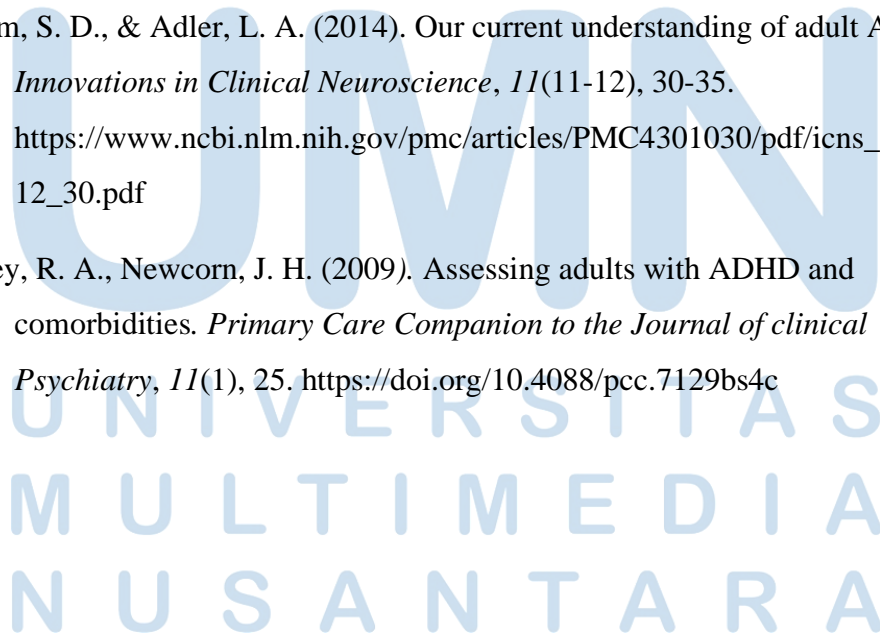 m, S. D., & Adler, L. A. (2014). Our current understanding of adult A
Innovations in Clinical Neuroscience, 11(11-12), 30-35.
https://www.ncbi.nlm.nih.gov/pmc/articles/PMC4301030/pdf/icns_
12_30.pdf
ey, R. A., Newcorn, J. H. (2009). Assessing adults with ADHD and
comorbidities. Primary Care Companion to the Journal of clinical
Psychiatry, 11(1), 25. https://doi.org/10.4088/pcc.7129bs4c
UMN
UNIVERSITAS
MULTIMEDIA
NUSANTARA